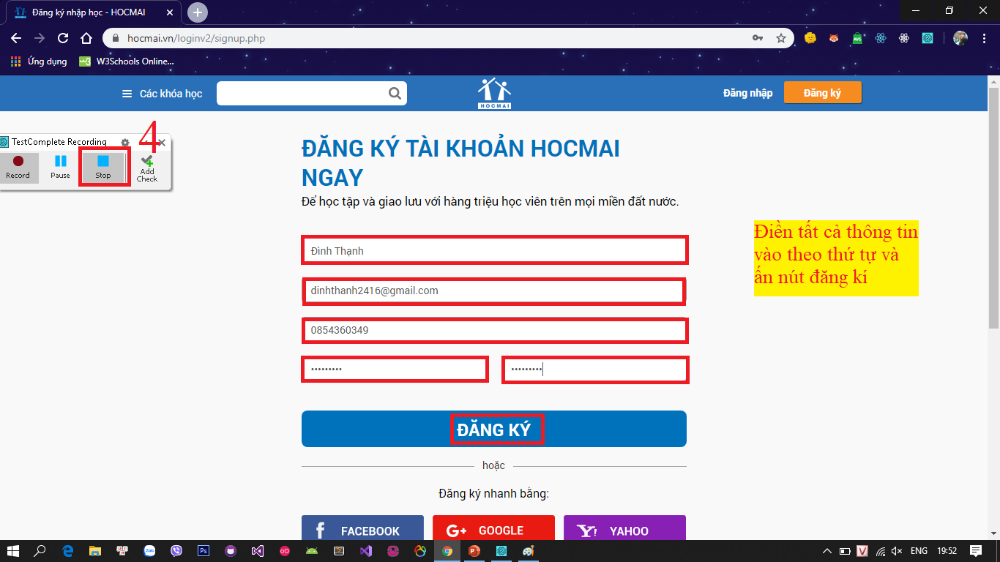 Đăng ký nhập học - HOCMAI
hocmai.vn/loginv2/signup.php
Ứng dụng
W3Schools Online...
Các khóa học
HOCMAI
Đăng nhập
Đăng ký
4
TestComplete Recording
Record
Pause
Stop
Add
Check
ĐĂNG KÝ TÀI KHOẢN HOCMAI
NGAY
Để học tập và giao lưu với hàng triệu học viên trên mọi miền đất nước.
Điền tất cả thông tin
vào theo thứ tự và
ấn nút đăng kí
Đình Thạnh
dinhthanh2416@gmail.com
0854360349
•••••••••
•••••••••
ĐĂNG KÝ
hoặc
Đăng ký nhanh bằng:
FACEBOOK
GOOGLE
YAHOO
ENG
19:52